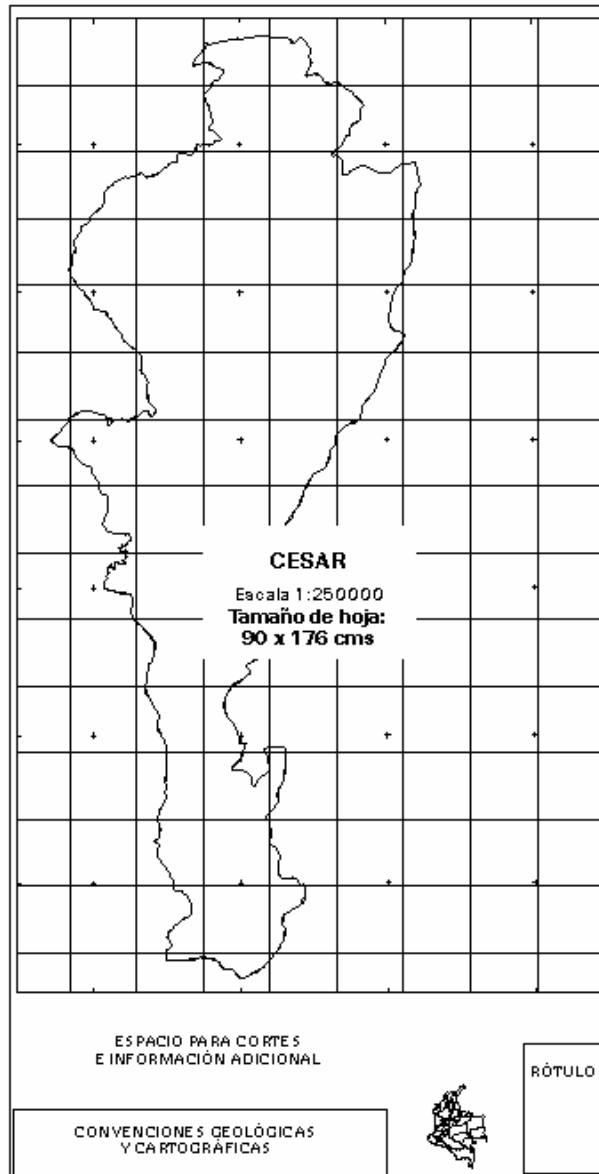 CESAR
Escala 1:250000
Tamaño de hoja:
90 x 176 cms
ESPACIO PARA CORTES
E INFORMACIÓN ADICIONAL
RÓTULO
CONVENCIONES GEOLÓGICAS
Y CARTOGRÁFICAS